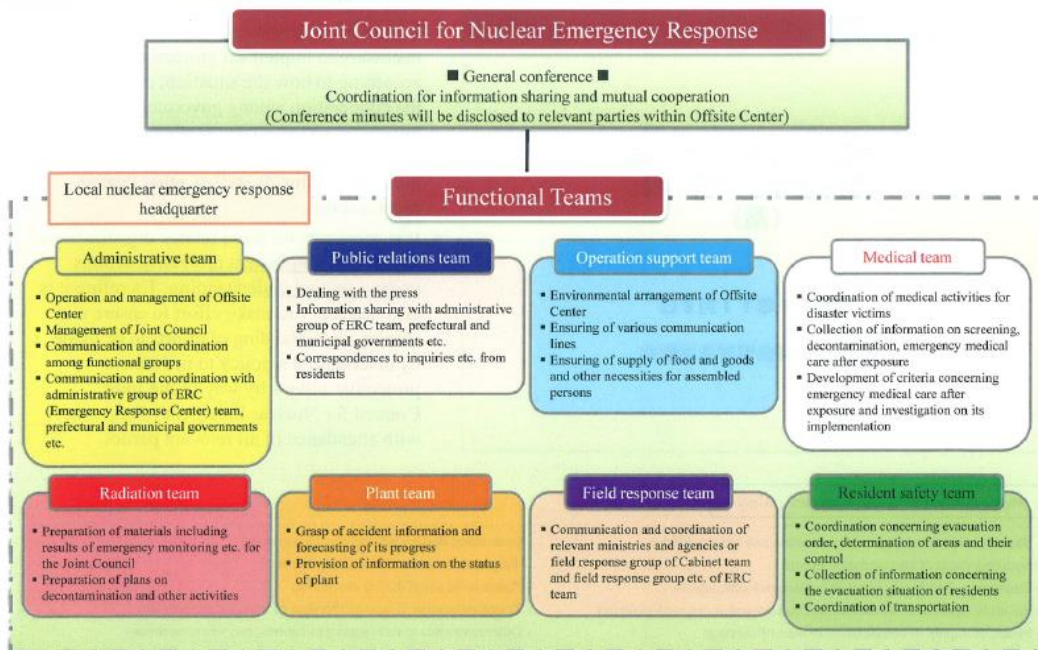 Joint Council for Nuclear Emergency Response
■ General conference ■
Coordination for information sharing and mutual cooperation
(Conference minutes will be disclosed to relevant parties within Offsite Center)
Local nuclear emergency response
headquarter
Functional Teams
Administrative team
▪ Operation and management of Offsite
Center
▪ Management of Joint Council
▪ Communication and coordination
among functional groups
▪ Communication and coordination with
administrative group of ERC
(Emergency Response Center) team,
prefectural and municipal governments
etc.
Public relations team
▪ Dealing with the press
▪ Information sharing with administrative
group of ERC team, prefectural and
municipal governments etc.
▪ Correspondences to inquiries etc. from
residents
Operation support team
▪ Environmental arrangement of Offsite
Center
▪ Ensuring of various communication
lines
▪ Ensuring of supply of food and goods
and other necessities for assembled
persons
Medical team
▪ Coordination of medical activities for
disaster victims
▪ Collection of information on screening,
decontamination, emergency medical
care after exposure
▪ Development of criteria concerning
emergency medical care after
exposure and investigation on its
implementation
Radiation team
▪ Preparation of materials including
results of emergency monitoring etc. for
the Joint Council
▪ Preparation of plans on
decontamination and other activities
Plant team
▪ Grasp of accident information and
forecasting of its progress
▪ Provision of information on the status
of plant
Field response team
▪ Communication and coordination of
relevant ministries and agencies or
field response group of Cabinet team
and field response group etc. of ERC
team
Resident safety team
▪ Coordination concerning evacuation
order, determination of areas and their
control
▪ Collection of information concerning
the evacuation situation of residents
▪ Coordination of transportation